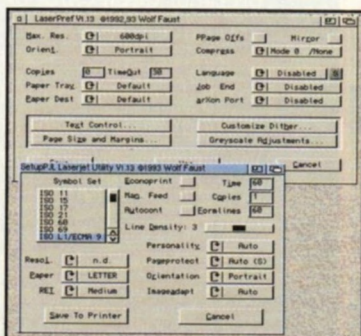 LaserPref V1.13 ©1992,93 Wolf Faust
Max. Res. 600dpi
PPage Offs Mirror
Orient. Portrait
Compress Mode 0 /None
Copies 0 TimeOut 30
Language Disabled
Paper Tray Default
Job End Disabled
Paper Dest Default
arXon Port Disabled
Text Control...
Customize Dither...
Page Size and Margins...
Greyscale Adjustments...
Cancel
SetupPJL Laserjet Utility V1.13 ©1993 Wolf Faust
Symbol Set
ISO 11
ISO 15
ISO 17
ISO 21
ISO 60
ISO 69
ISO L1/ECMA 9
Econoprint
Time 60
Man. Feed
Copies 1
Autocont
Formlines 60
Line Density: 3
Personality Auto
Resol. n.d.
Pageprotect Auto (S)
Paper LETTER
Orientation Portrait
RET Medium
Imageadapt Auto
Save To Printer
Cancel